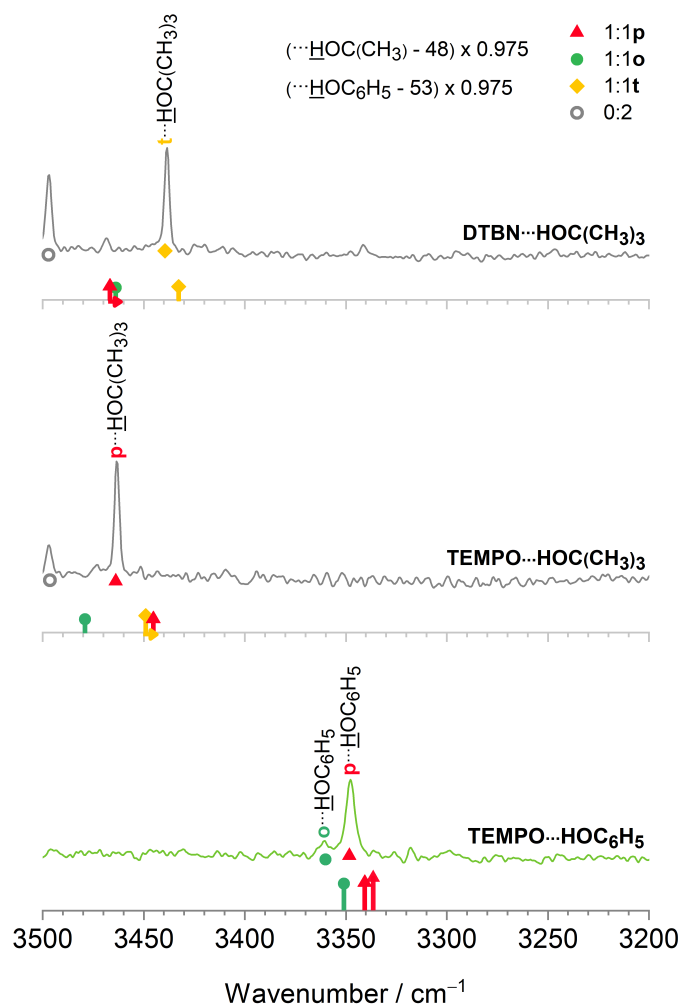 (···HOC(CH3) - 48) x 0.975
(···HOC6H5 - 53) x 0.975
1:1p
1:1o
1:1t
0:2
t···HOC(CH3)3
DTBN···HOC(CH3)3
p···HOC(CH3)3
TEMPO···HOC(CH3)3
o···HOC6H5
p···HOC6H5
TEMPO···HOC6H5
3500 3450 3400 3350 3300 3250 3200
Wavenumber / cm−1